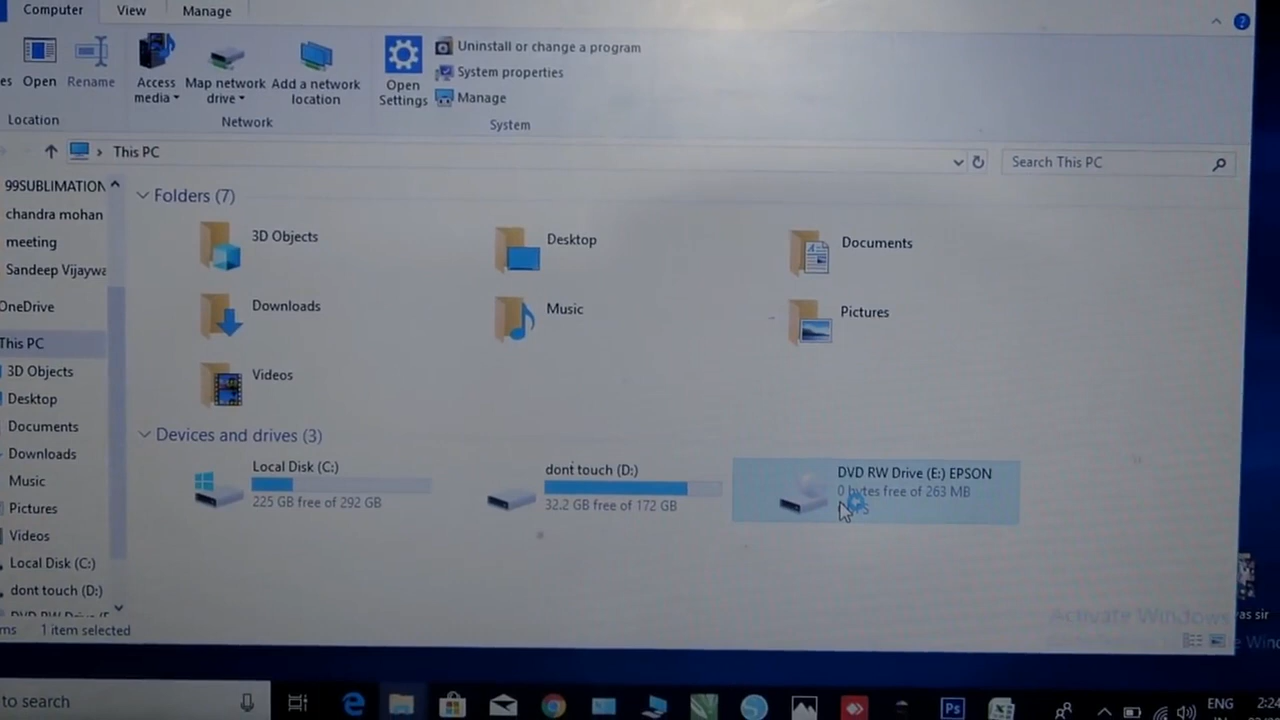 Computer View Manage
Open Rename
Access media
Map network drive
Add a network location
Open Settings
Uninstall or change a program
System properties
Manage
Location Network System
This PC
Search This PC
99SUBLIMATION
chandra mohan
meeting
Sandeep Vijaywa
OneDrive
This PC
3D Objects
Desktop
Documents
Downloads
Music
Pictures
Videos
Local Disk (C:)
dont touch (D:)
Folders (7)
3D Objects
Desktop
Documents
Downloads
Music
Pictures
Videos
Devices and drives (3)
Local Disk (C:)
225 GB free of 292 GB
dont touch (D:)
32.2 GB free of 172 GB
DVD RW Drive (E:) EPSON
0 bytes free of 263 MB
Activate Windows
as sir
1 item selected
to search
Ps
ENG